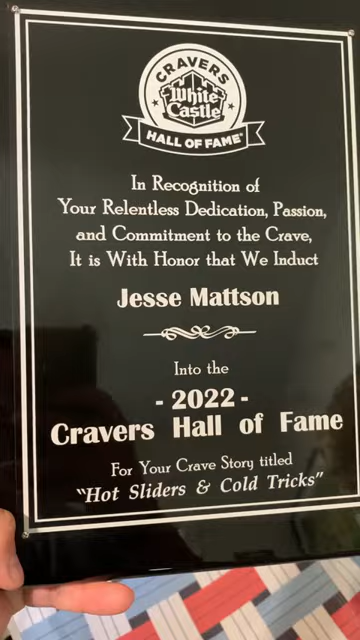 CRAVERS
White
Castle
HALL OF FAME
In Recognition of
Your Relentless Dedication, Passion,
and Commitment to the Crave,
It is With Honor that We Induct
Jesse Mattson
Into the
- 2022 -
Cravers Hall of Fame
For Your Crave Story titled
"Hot Sliders & Cold Tricks"